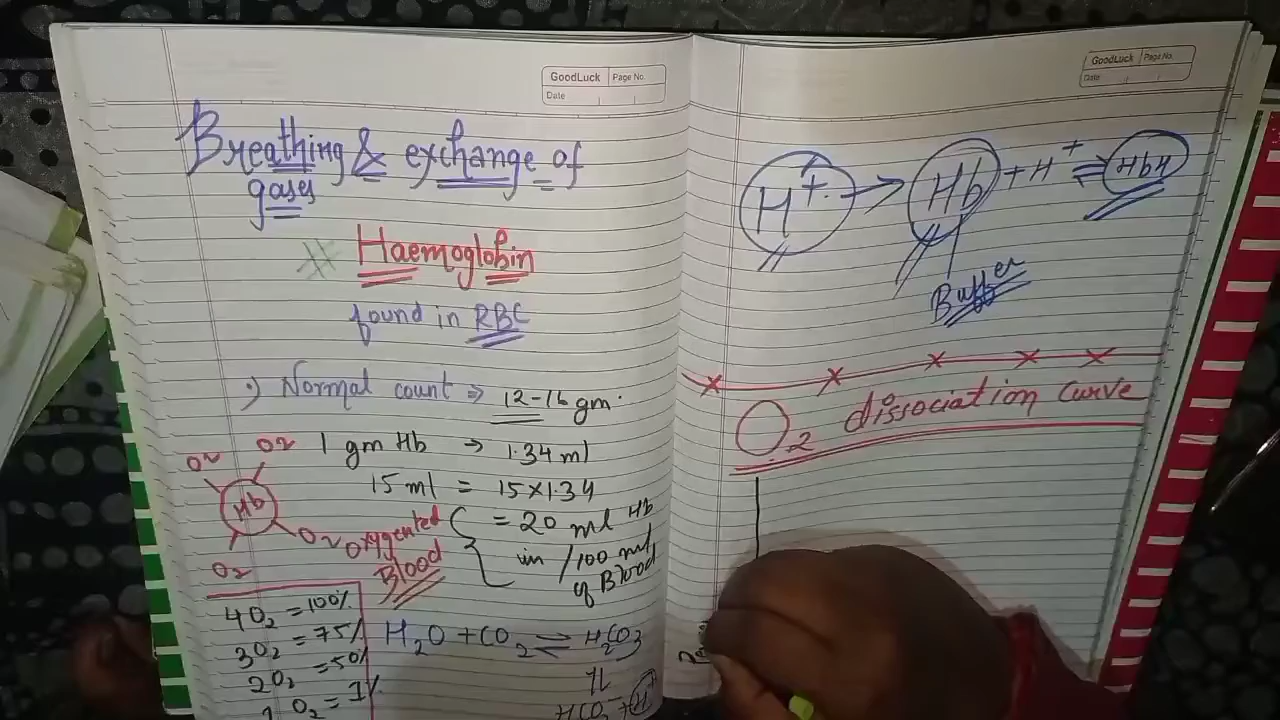 GoodLuck Page No.
Date
Breathing & exchange of
gases
# Haemoglobin
found in RBC
Normal count ⇒ 12-16 gm.
1 gm Hb → 1.34 ml
15 ml = 15×1.34
= 20 ml Hb
in /100 ml
of Blood
O2 O2
Hb
O2 O2
Oxygented
Blood
4O2 = 100%
3O2 = 75%
2O2 = 50%
O2 =
H2O + CO2 ⇌ H2CO3
HCO3 + H
GoodLuck Page No.
Date
H+ → Hb + H+ ⇌ HbH
Buffer
O2 dissociation Curve